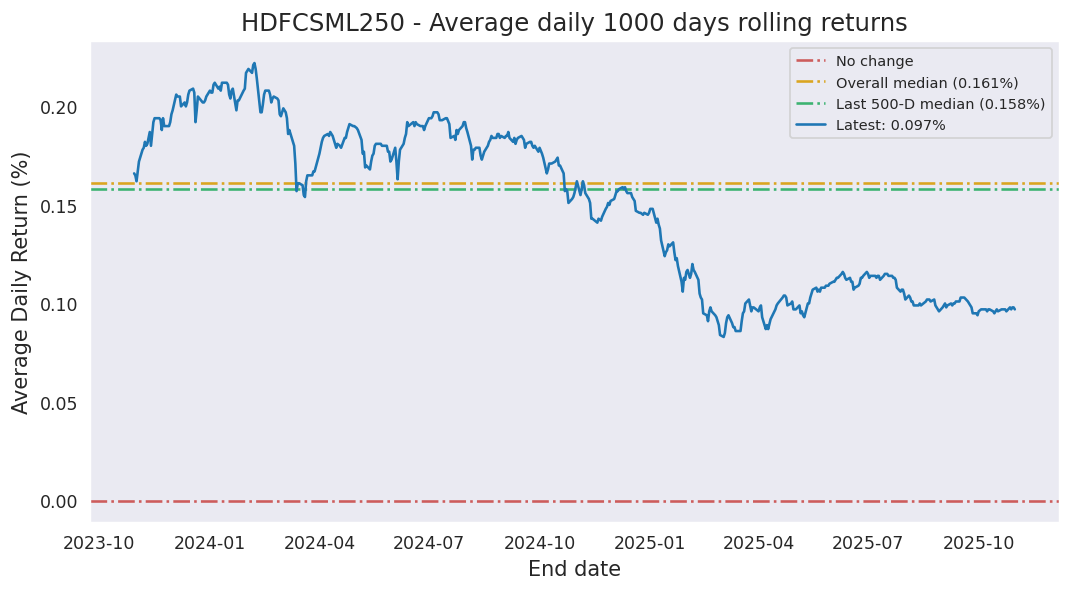 HDFCSML250 - Average daily 1000 days rolling returns
No change
Overall median (0.161%)
Last 500-D median (0.158%)
Latest: 0.097%
Average Daily Return (%)
0.20
0.15
0.10
0.05
0.00
2023-10 2024-01 2024-04 2024-07 2024-10 2025-01 2025-04 2025-07 2025-10
End date